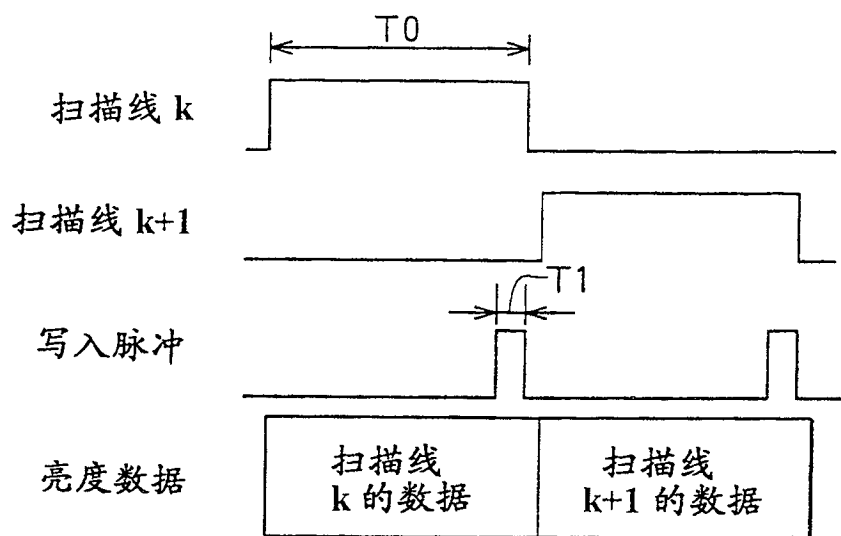 T0
扫描线 k
扫描线 k+1
T1
写入脉冲
亮度数据
扫描线
k 的数据
扫描线
k+1 的数据